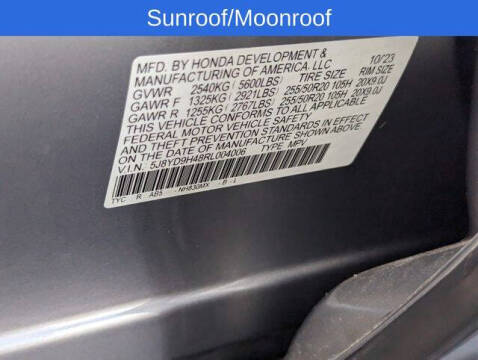 Sunroof/Moonroof
MFD. BY HONDA DEVELOPMENT & 10/23
MANUFACTURING OF AMERICA, LLC
GVWR 2540KG (5600LBS) TIRE SIZE RIM SIZE
GAWR F 1325KG (2921LBS) 255/50R20 105H 20X9.0J
GAWR R 1255KG (2767LBS) 255/50R20 105H 20X9.0J
THIS VEHICLE CONFORMS TO ALL APPLICABLE
FEDERAL MOTOR VEHICLE SAFETY
AND THEFT PREVENTION STANDARDS IN EFFECT
ON THE DATE OF MANUFACTURE SHOWN ABOVE.
V.I.N. 5J8YD9H48RL004006 TYPE MPV
TYC R AB5 -NH830MX -B -I